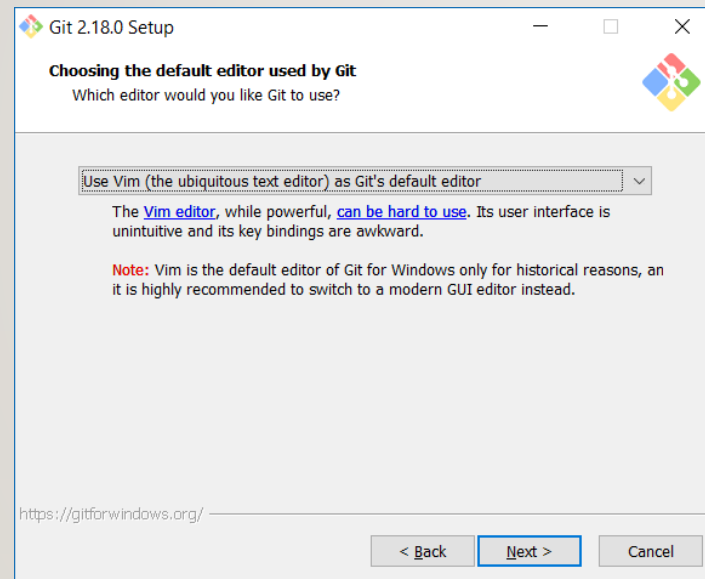 Git 2.18.0 Setup
Choosing the default editor used by Git
Which editor would you like Git to use?
Use Vim (the ubiquitous text editor) as Git's default editor
The Vim editor, while powerful, can be hard to use. Its user interface is
unintuitive and its key bindings are awkward.
Note: Vim is the default editor of Git for Windows only for historical reasons, an
it is highly recommended to switch to a modern GUI editor instead.
https://gitforwindows.org/
< Back Next > Cancel